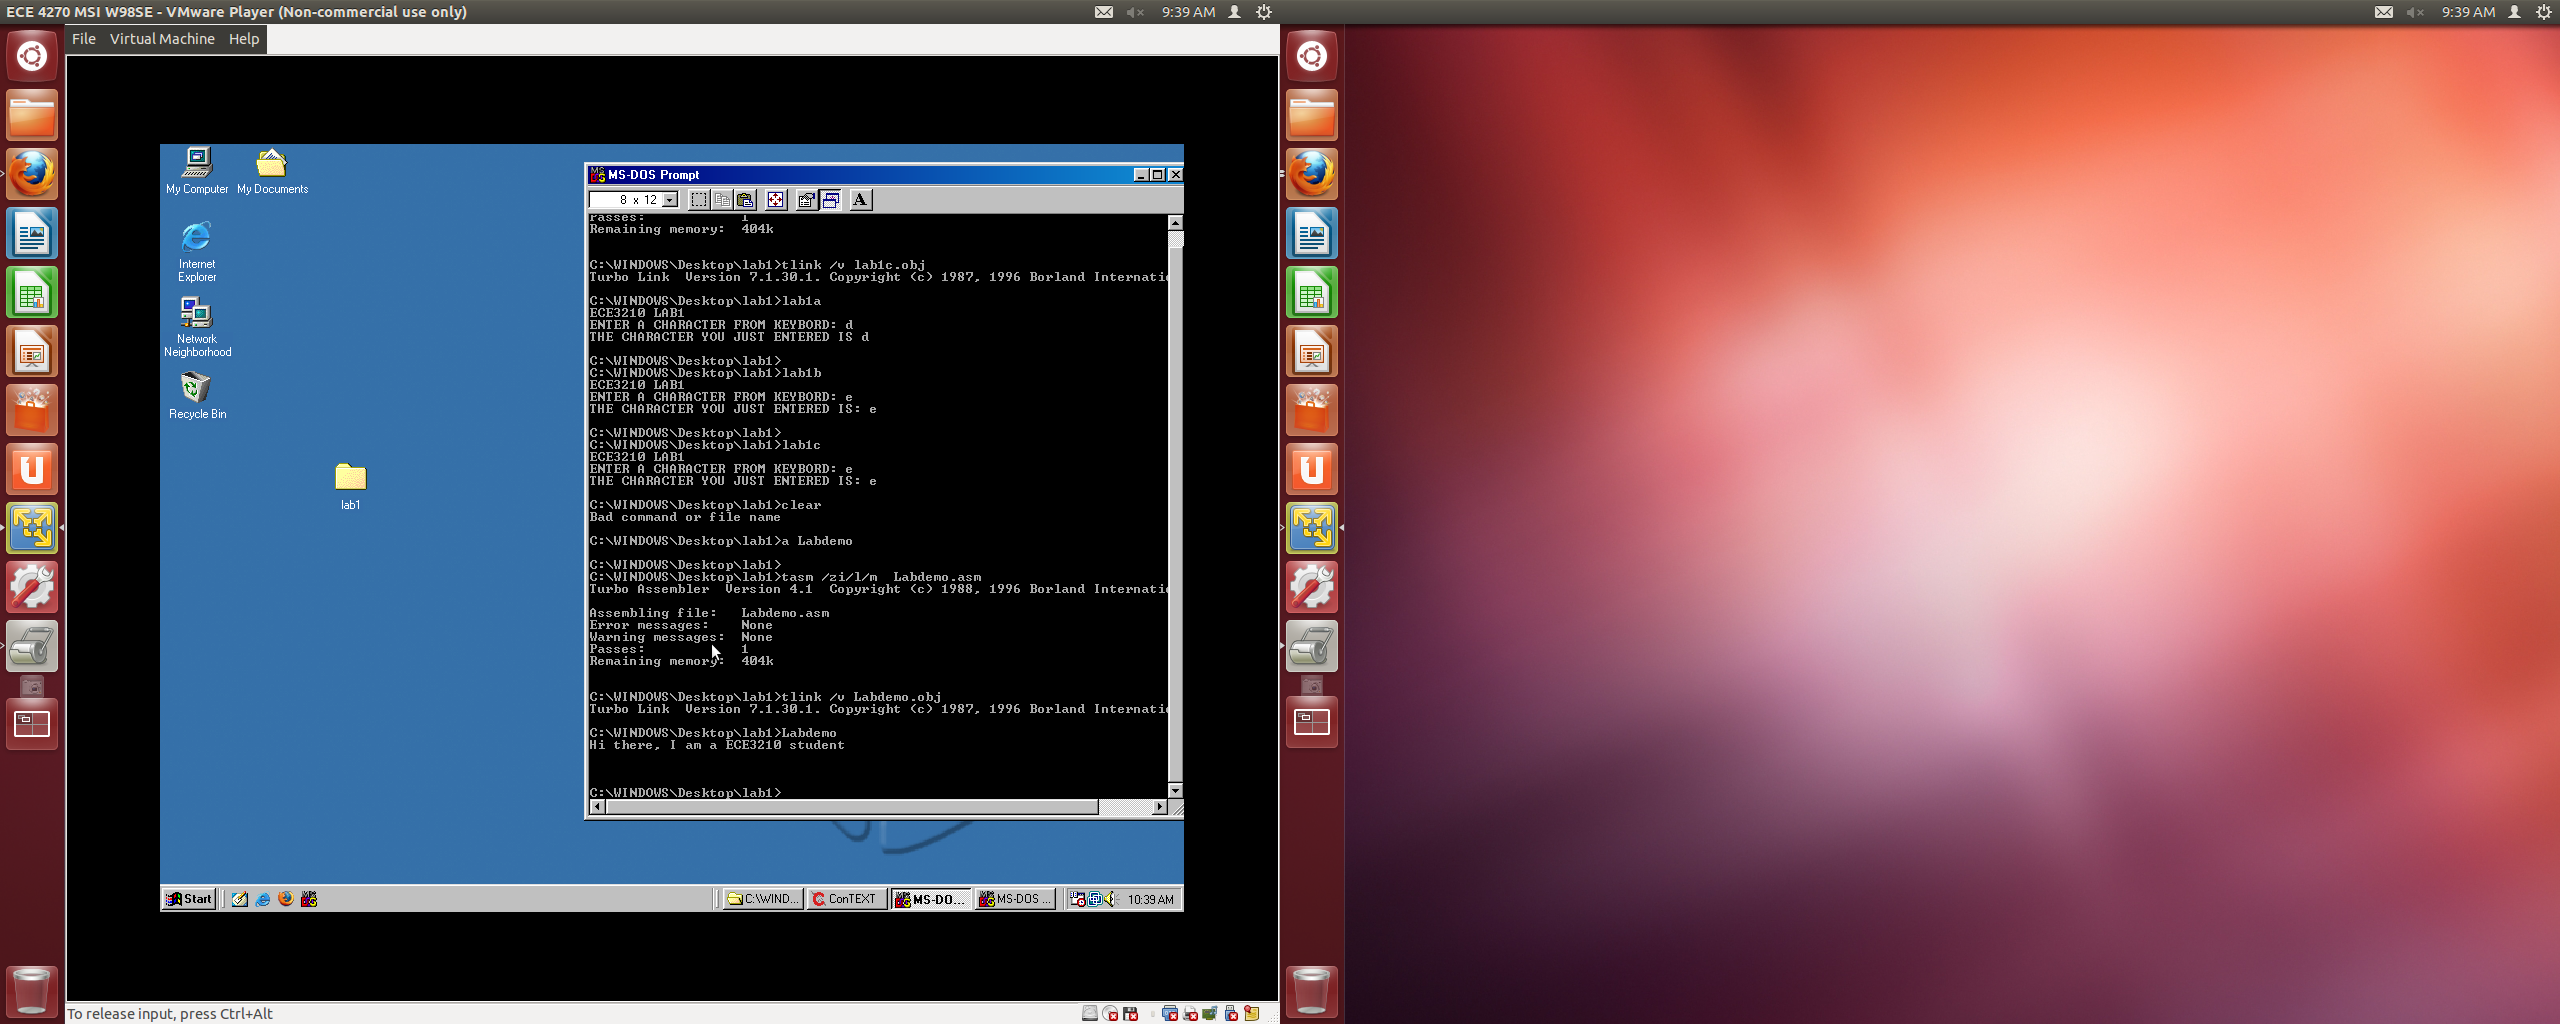 ECE 4270 MSI W98SE - VMware Player (Non-commercial use only)
9:39 AM
9:39 AM
File Virtual Machine Help
My Computer
My Documents
Internet
Explorer
Network
Neighborhood
Recycle Bin
lab1
MS-DOS Prompt
8 x 12
A
Passes: 1
Remaining memory: 404k
C:\WINDOWS\Desktop\lab1>tlink /v lab1c.obj
Turbo Link Version 7.1.30.1. Copyright (c) 1987, 1996 Borland Internatio
C:\WINDOWS\Desktop\lab1>lab1a
ECE3210 LAB1
ENTER A CHARACTER FROM KEYBORD: d
THE CHARACTER YOU JUST ENTERED IS d
C:\WINDOWS\Desktop\lab1>
C:\WINDOWS\Desktop\lab1>lab1b
ECE3210 LAB1
ENTER A CHARACTER FROM KEYBORD: e
THE CHARACTER YOU JUST ENTERED IS: e
C:\WINDOWS\Desktop\lab1>
C:\WINDOWS\Desktop\lab1>lab1c
ECE3210 LAB1
ENTER A CHARACTER FROM KEYBORD: e
THE CHARACTER YOU JUST ENTERED IS: e
C:\WINDOWS\Desktop\lab1>clear
Bad command or file name
C:\WINDOWS\Desktop\lab1>a Labdemo
C:\WINDOWS\Desktop\lab1>
C:\WINDOWS\Desktop\lab1>tasm /zi/l/m Labdemo.asm
Turbo Assembler Version 4.1 Copyright (c) 1988, 1996 Borland Internatio
Assembling file: Labdemo.asm
Error messages: None
Warning messages: None
Passes: 1
Remaining memory: 404k
C:\WINDOWS\Desktop\lab1>tlink /v Labdemo.obj
Turbo Link Version 7.1.30.1. Copyright (c) 1987, 1996 Borland Internatio
C:\WINDOWS\Desktop\lab1>Labdemo
Hi there, I am a ECE3210 student
C:\WINDOWS\Desktop\lab1>
Start
C:\WIND...
ConTEXT
MS-DO...
MS-DOS ...
10:39 AM
To release input, press Ctrl+Alt